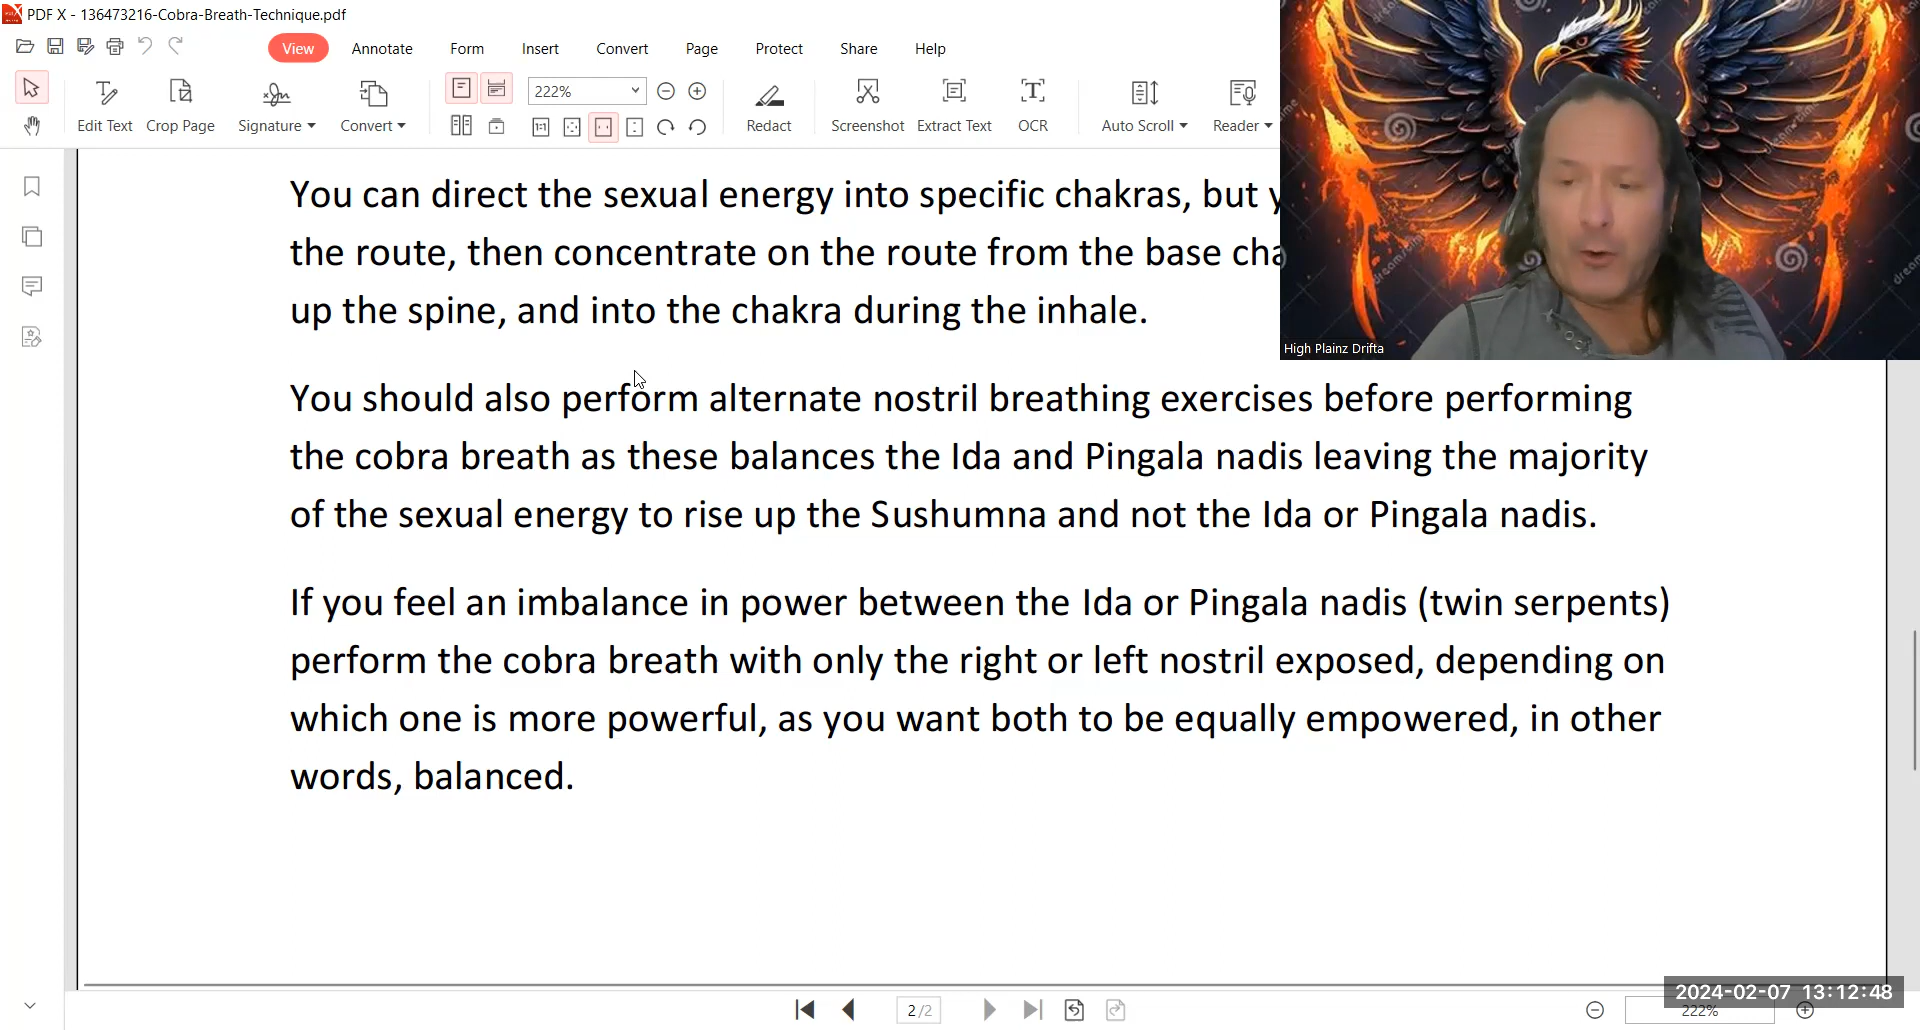 PDF X - 136473216-Cobra-Breath-Technique.pdf
View Annotate Form Insert Convert Page Protect Share Help
222%
Edit Text Crop Page Signature Convert Redact Screenshot Extract Text OCR Auto Scroll Reader
You can direct the sexual energy into specific chakras, but
the route, then concentrate on the route from the base
up the spine, and into the chakra during the inhale.
High Plainz Drifta
You should also perform alternate nostril breathing exercises before performing
the cobra breath as these balances the Ida and Pingala nadis leaving the majority
of the sexual energy to rise up the Sushumna and not the Ida or Pingala nadis.
If you feel an imbalance in power between the Ida or Pingala nadis (twin serpents)
perform the cobra breath with only the right or left nostril exposed, depending on
which one is more powerful, as you want both to be equally empowered, in other
words, balanced.
2/2
2024-02-07 13:12:48
222%